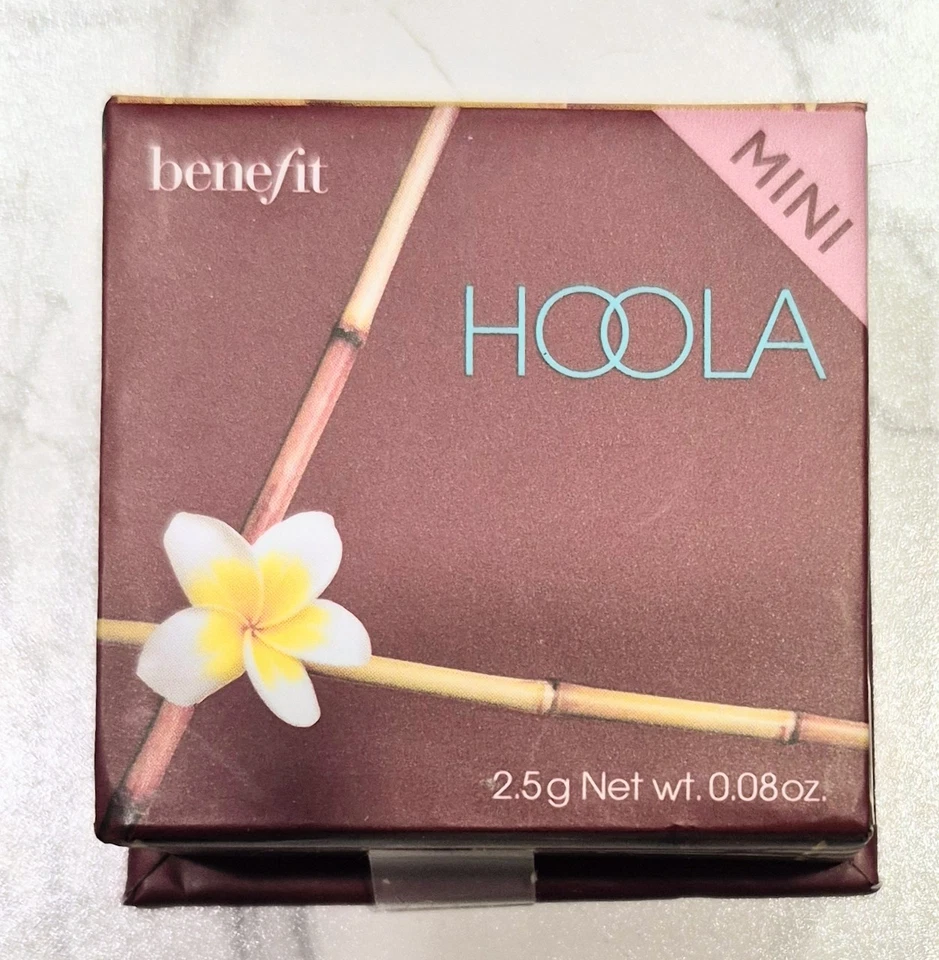 benefit
MINI
HOOLA
2.5g Net wt. 0.08oz.